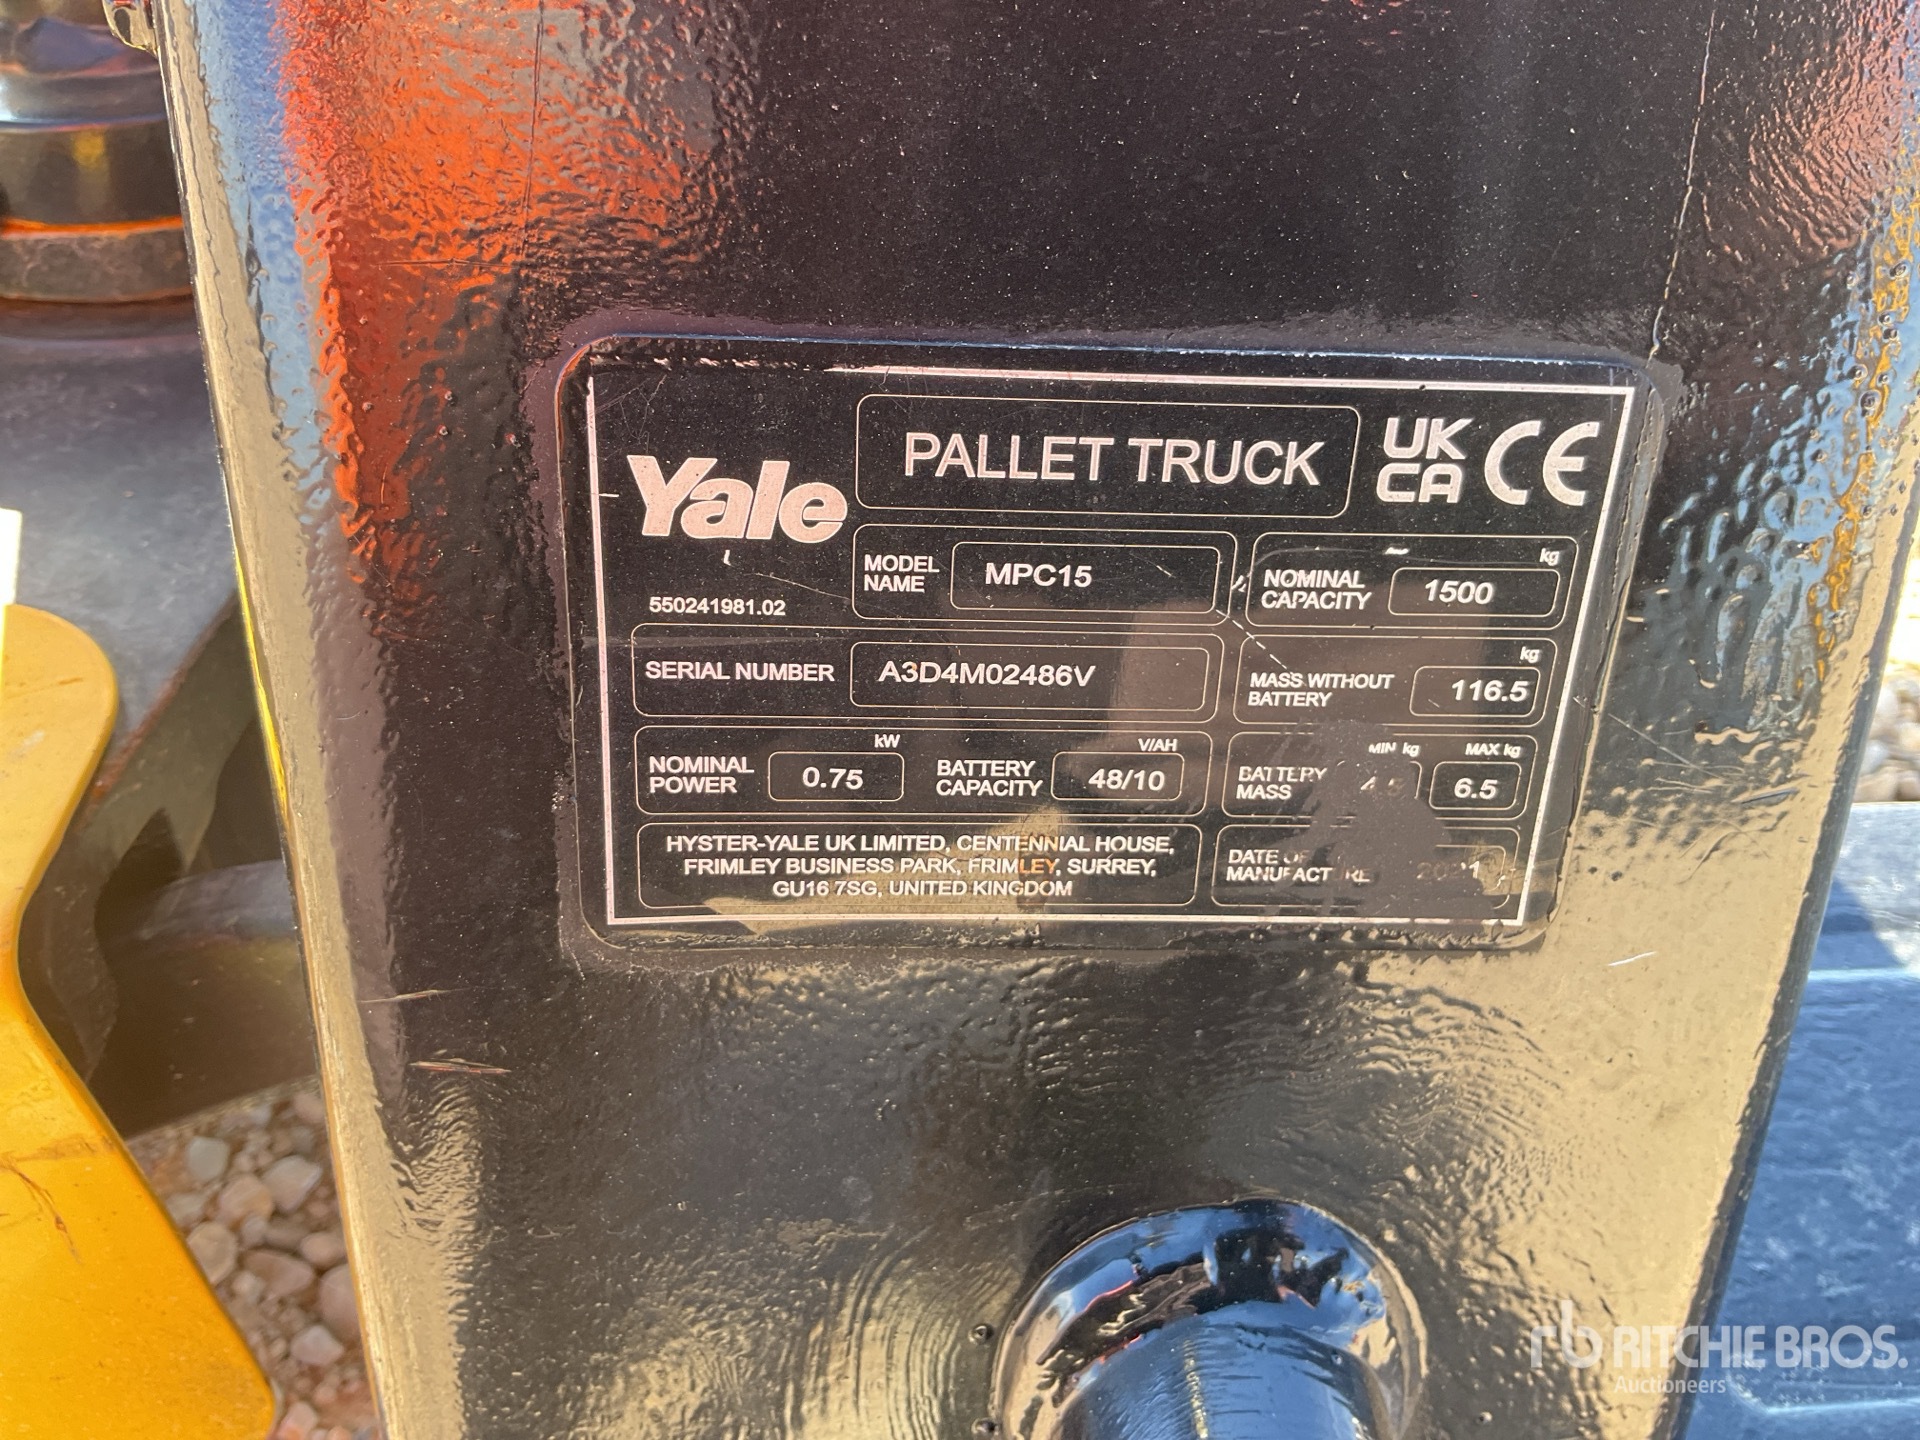 Yale
PALLET TRUCK
UK
CA CE
550241981.02
MODEL
NAME
MPC15
NOMINAL
CAPACITY
kg
1500
SERIAL NUMBER
A3D4M02486V
MASS WITHOUT
BATTERY
kg
116.5
NOMINAL
POWER
kW
0.75
BATTERY
CAPACITY
V/AH
48/10
BATTERY
MASS
MIN kg
MAX kg
6.5
HYSTER-YALE UK LIMITED, CENTENNIAL HOUSE,
FRIMLEY BUSINESS PARK, FRIMLEY, SURREY,
GU16 7SG, UNITED KINGDOM
DATE OF
MANUFACTURE
rb RITCHIE BROS.
Auctioneers